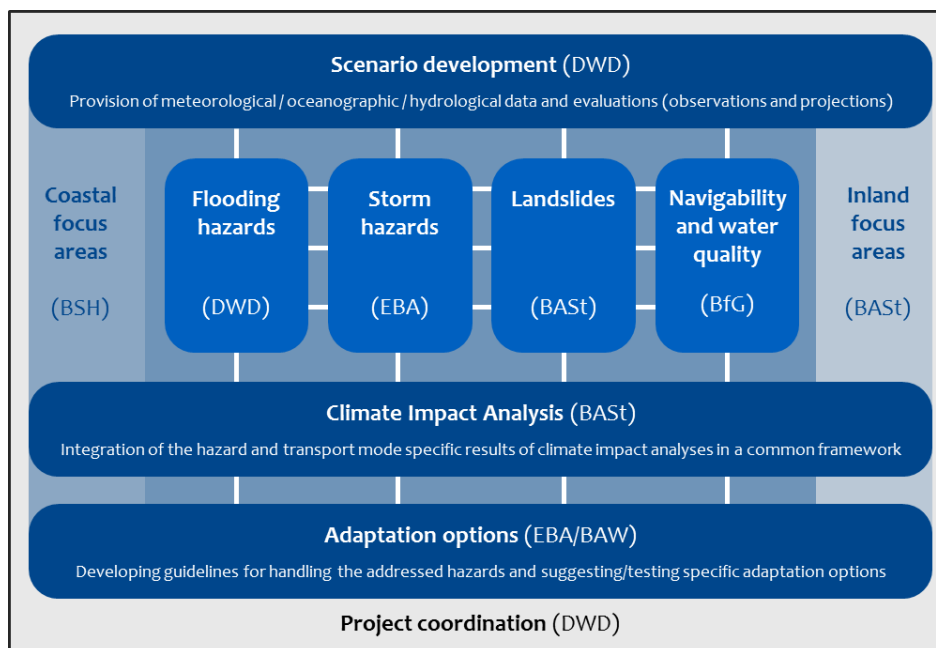 Scenario development (DWD)
Provision of meteorological / oceanographic / hydrological data and evaluations (observations and projections)
Coastal
focus
areas
(BSH)
Flooding
hazards
(DWD)
Storm
hazards
(EBA)
Landslides
(BASt)
Navigability
and water
quality
(BfG)
Inland
focus
areas
(BASt)
Climate Impact Analysis (BASt)
Integration of the hazard and transport mode specific results of climate impact analyses in a common framework
Adaptation options (EBA/BAW)
Developing guidelines for handling the addressed hazards and suggesting/testing specific adaptation options
Project coordination (DWD)